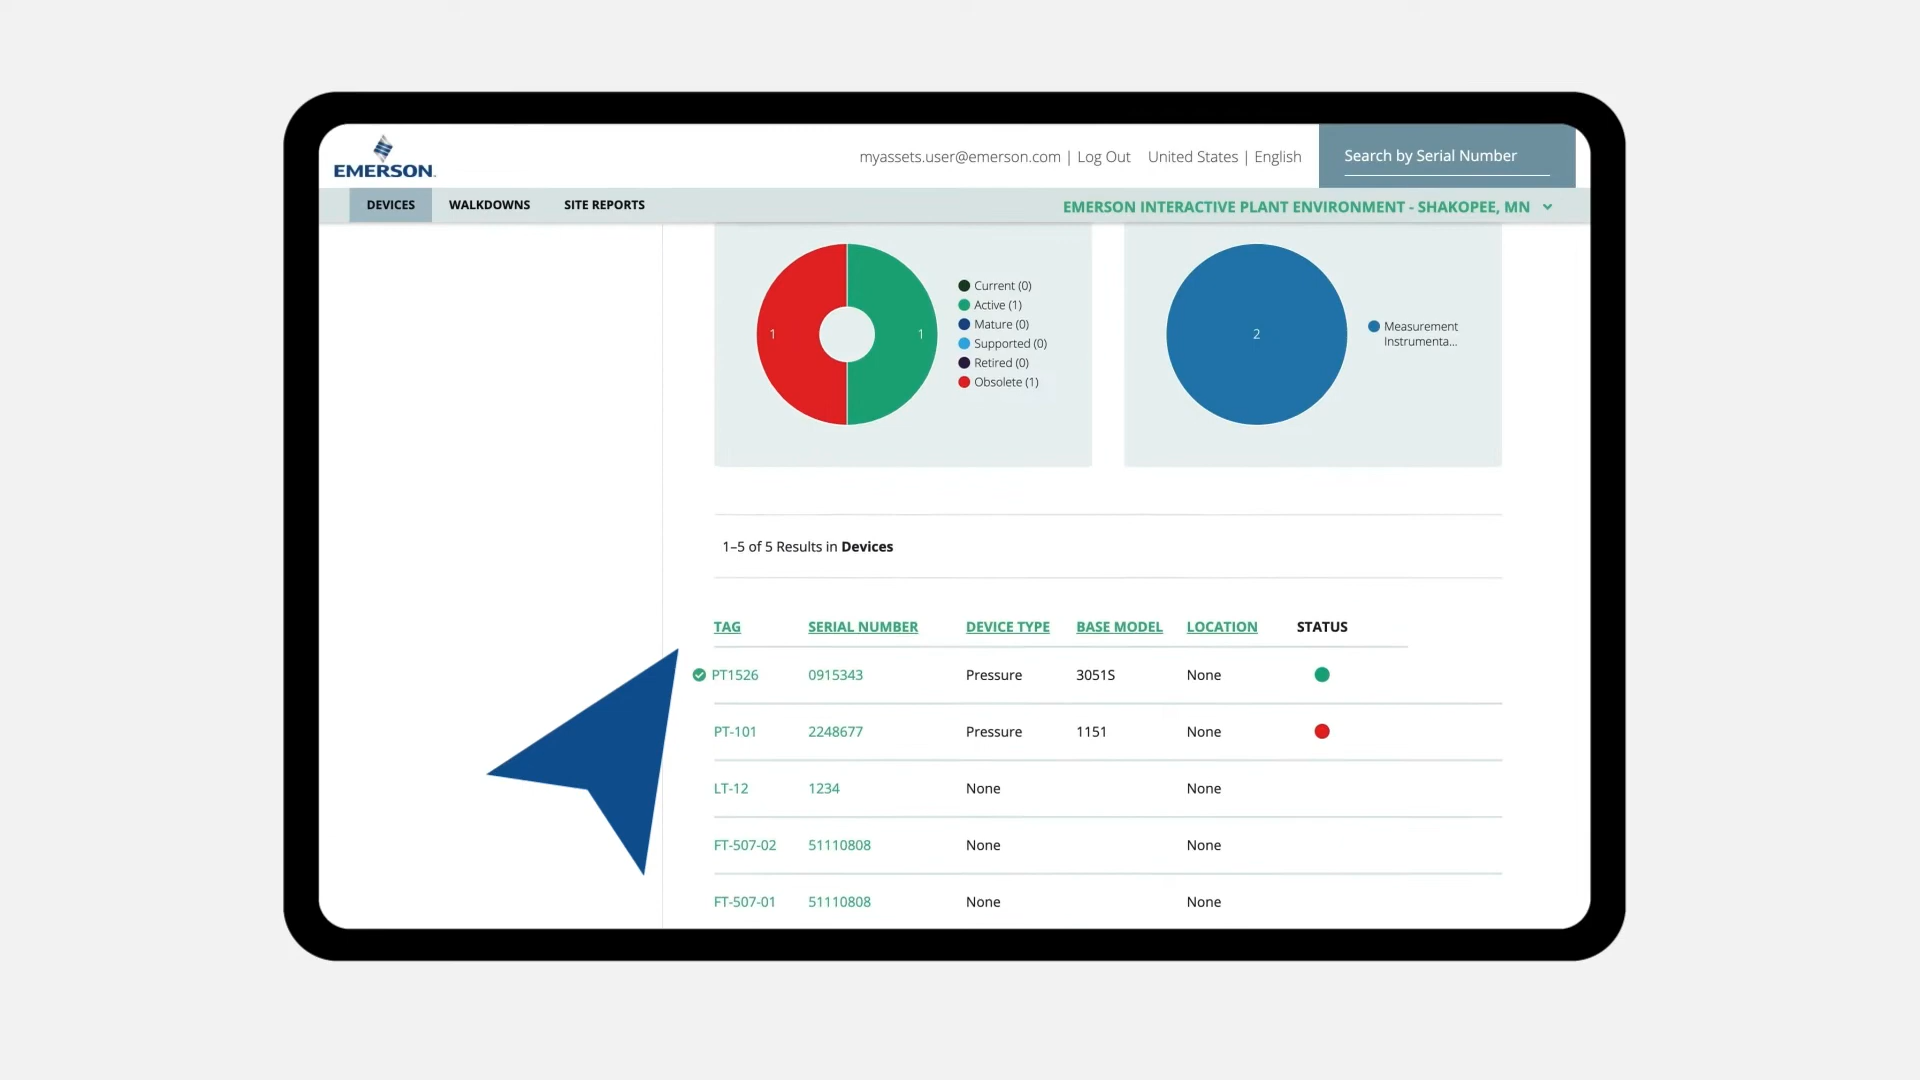 EMERSON
myassets.user@emerson.com | Log Out United States | English
Search by Serial Number
DEVICES WALKDOWNS SITE REPORTS
EMERSON INTERACTIVE PLANT ENVIRONMENT - SHAKOPEE, MN
1 1
Current (0)
Active (1)
Mature (0)
Supported (0)
Retired (0)
Obsolete (1)
2
Measurement
Instrumenta...
1–5 of 5 Results in Devices
TAG SERIAL NUMBER DEVICE TYPE BASE MODEL LOCATION STATUS
PT1526 0915343 Pressure 3051S None
PT-101 2248677 Pressure 1151 None
LT-12 1234 None None
FT-507-02 51110808 None None
FT-507-01 51110808 None None